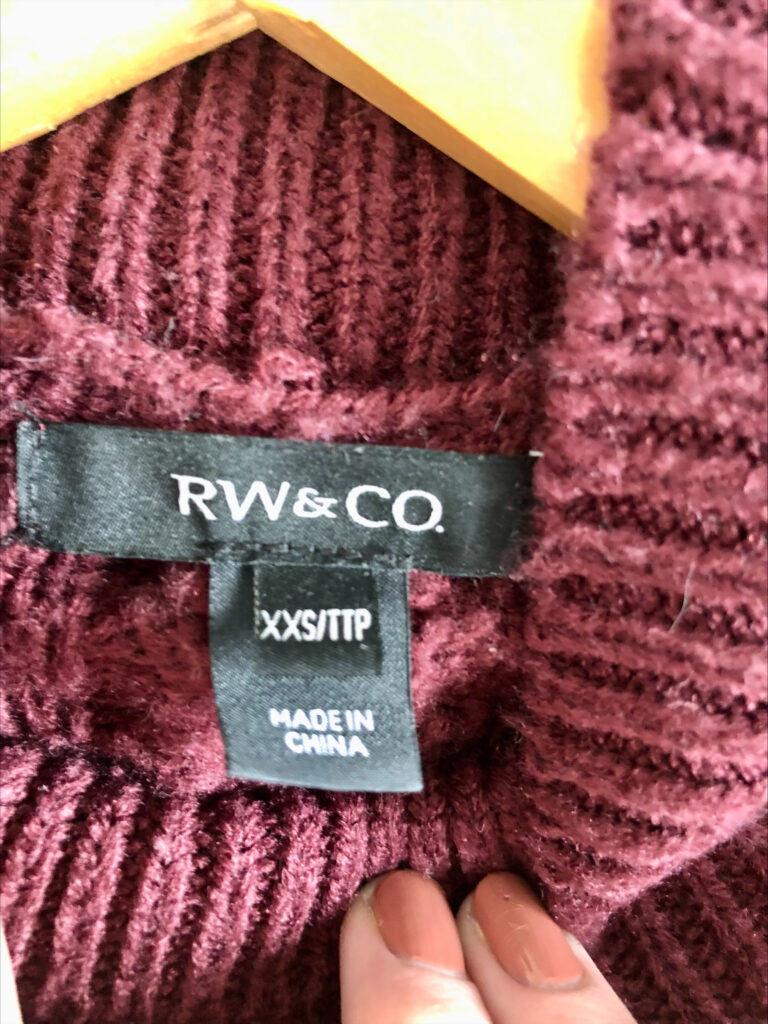 RW&CO.
XXS/TTP
MADE IN
CHINA